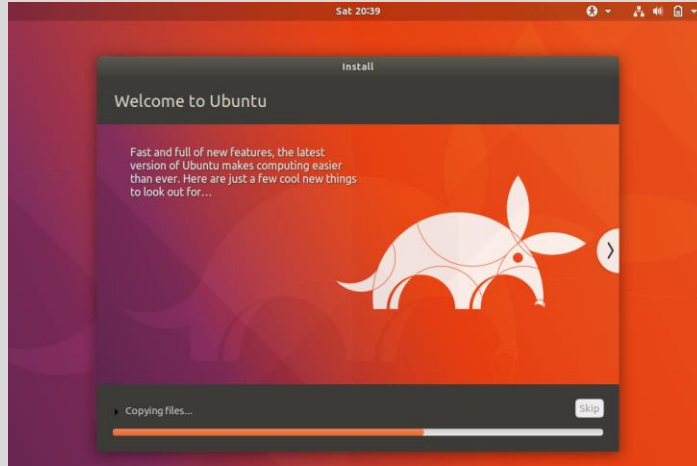 Sat 20:39
Install
Welcome to Ubuntu
Fast and full of new features, the latest
version of Ubuntu makes computing easier
than ever. Here are just a few cool new things
to look out for...
Copying files...
Skip